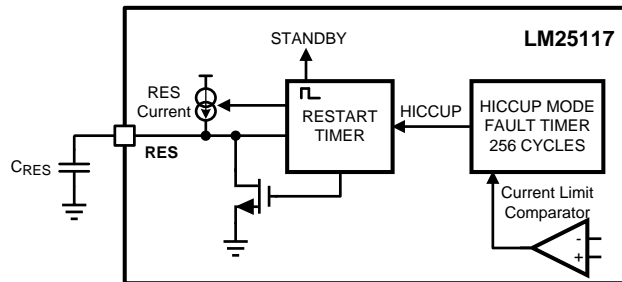 STANDBY
LM25117
RES
Current
RESTART
TIMER
HICCUP
HICCUP MODE
FAULT TIMER
256 CYCLES
RES
CRES
Current Limit
Comparator
-
+